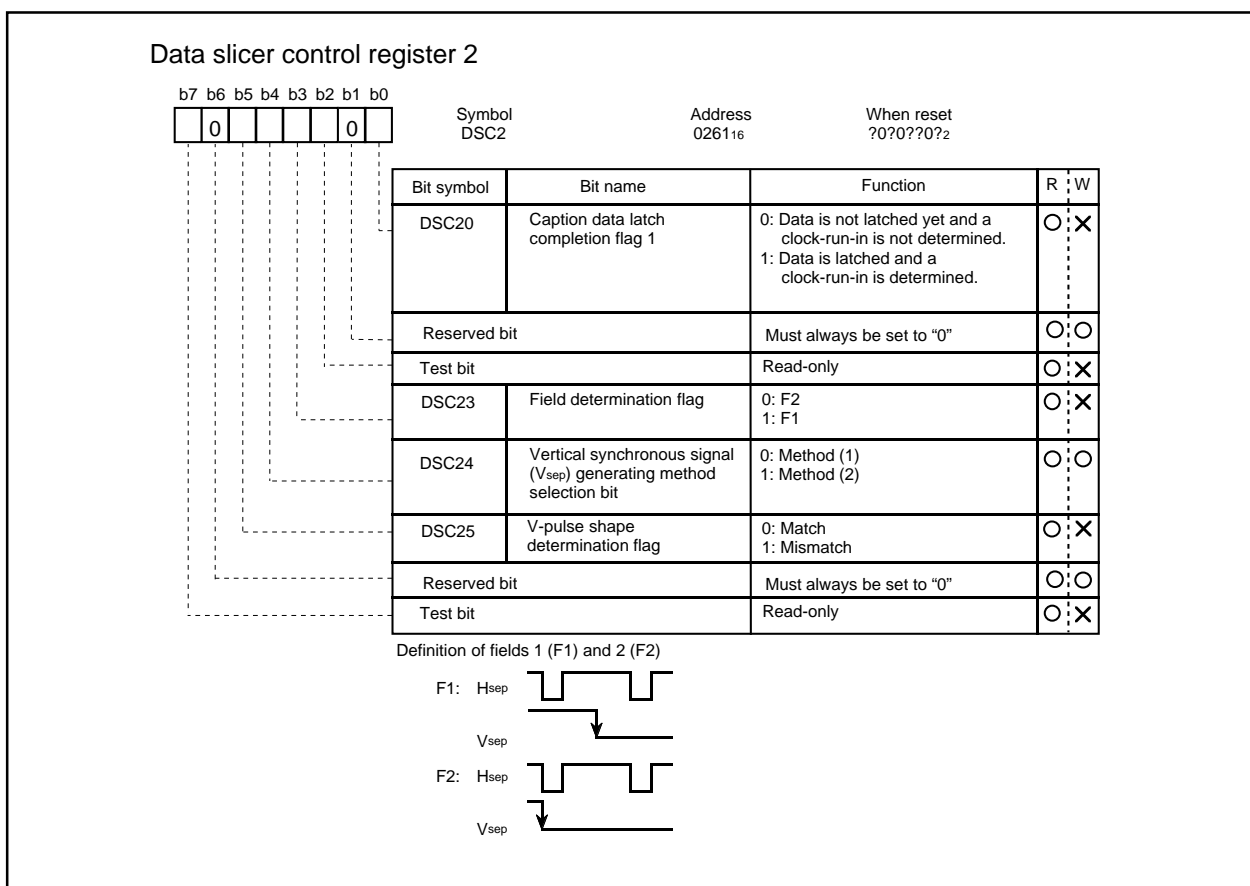 Data slicer control register 2
b7 b6 b5 b4 b3 b2 b1 b0
0 0
Symbol Address When reset
DSC2 0261₁₆ ?0?0??0?₂
Bit symbol Bit name Function R W
DSC20 Caption data latch completion flag 1
0: Data is not latched yet and a
clock-run-in is not determined.
1: Data is latched and a
clock-run-in is determined.
Reserved bit Must always be set to “0”
Test bit Read-only
DSC23 Field determination flag
0: F2
1: F1
DSC24 Vertical synchronous signal
(Vsep) generating method
selection bit
0: Method (1)
1: Method (2)
DSC25 V-pulse shape
determination flag
0: Match
1: Mismatch
Reserved bit Must always be set to “0”
Test bit Read-only
Definition of fields 1 (F1) and 2 (F2)
F1: Hsep
Vsep
F2: Hsep
Vsep